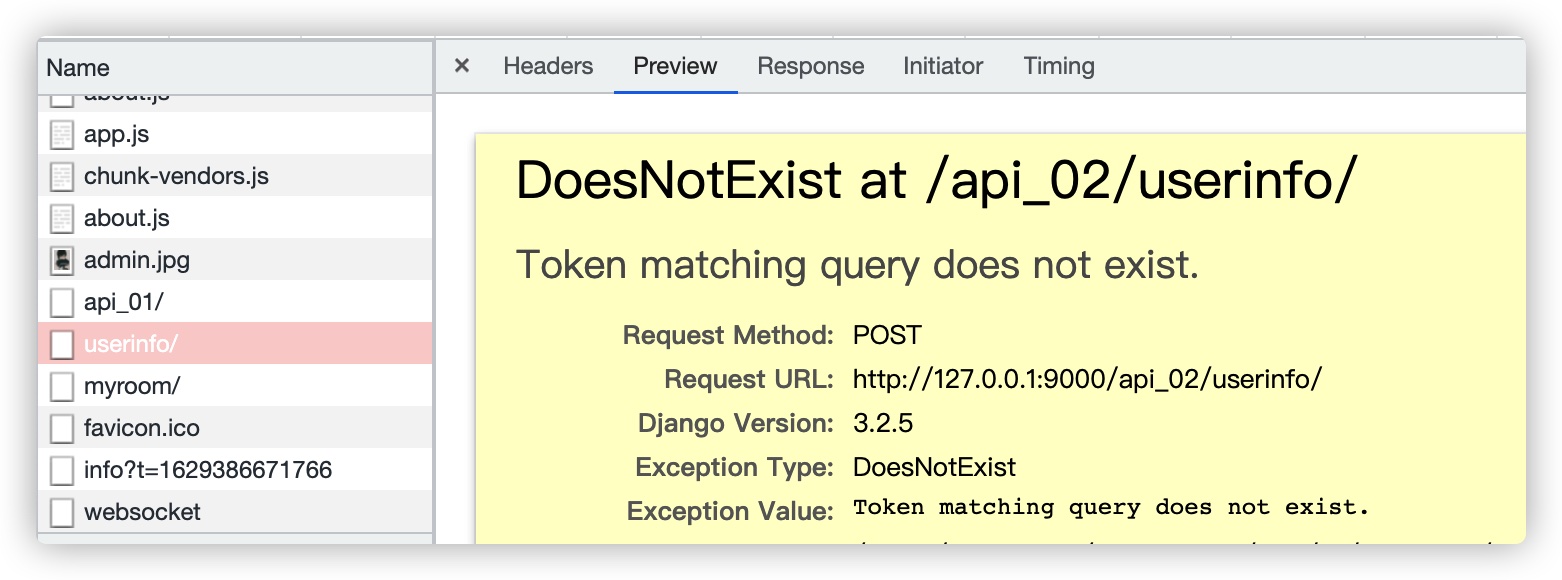 Name
× Headers Preview Response Initiator Timing
about.js
app.js
chunk-vendors.js
about.js
admin.jpg
api_01/
userinfo/
myroom/
favicon.ico
info?t=1629386671766
websocket
DoesNotExist at /api_02/userinfo/
Token matching query does not exist.
Request Method: POST
Request URL: http://127.0.0.1:9000/api_02/userinfo/
Django Version: 3.2.5
Exception Type: DoesNotExist
Exception Value: Token matching query does not exist.